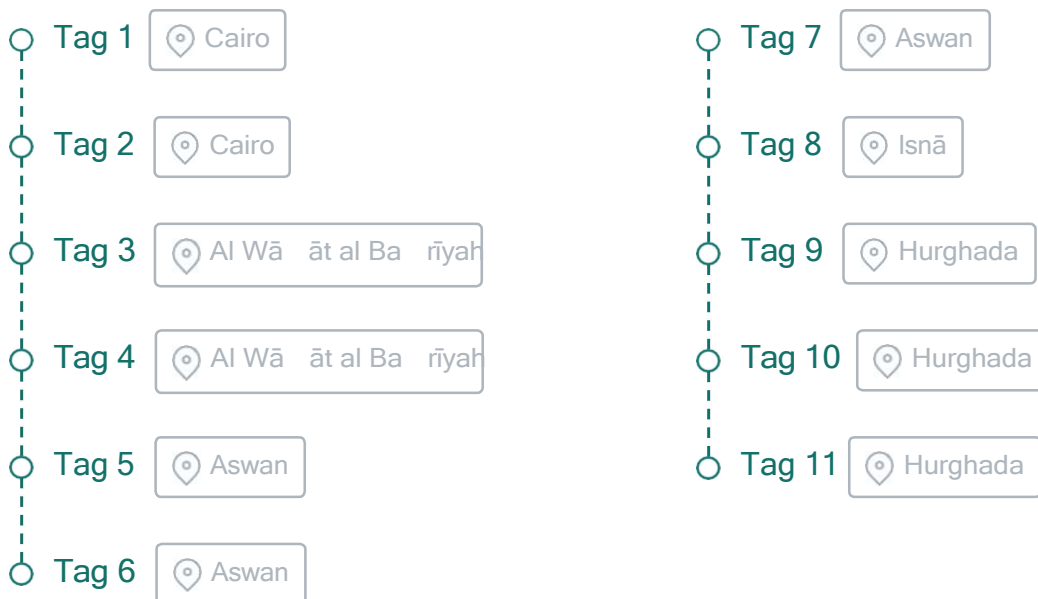 Tag 1 Cairo
Tag 2 Cairo
Tag 3 Al Wā āt al Ba rīyah
Tag 4 Al Wā āt al Ba rīyah
Tag 5 Aswan
Tag 6 Aswan
Tag 7 Aswan
Tag 8 Isnā
Tag 9 Hurghada
Tag 10 Hurghada
Tag 11 Hurghada